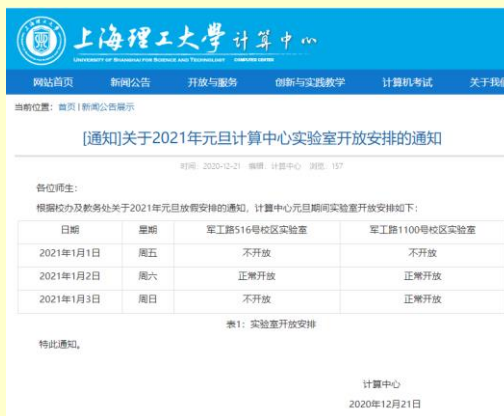 上海理工大学计算中心
UNIVERSITY OF SHANGHAI FOR SCIENCE AND TECHNOLOGY COMPUTING CENTER
网站首页 新闻公告 开放与服务 创新与实践教学 计算机考试 关于我们
当前位置：首页 | 新闻公告展示
[通知]关于2021年元旦计算中心实验室开放安排的通知
时间：2020-12-21 编辑：计算中心 浏览：157
各位师生：
根据校办及教务处关于2021年元旦放假安排的通知，计算中心元旦期间实验室开放安排如下：
日期 星期 军工路516号校区实验室 军工路1100号校区实验室
2021年1月1日 周五 不开放 不开放
2021年1月2日 周六 正常开放 正常开放
2021年1月3日 周日 不开放 正常开放
表1：实验室开放安排
特此通知。
计算中心
2020年12月21日